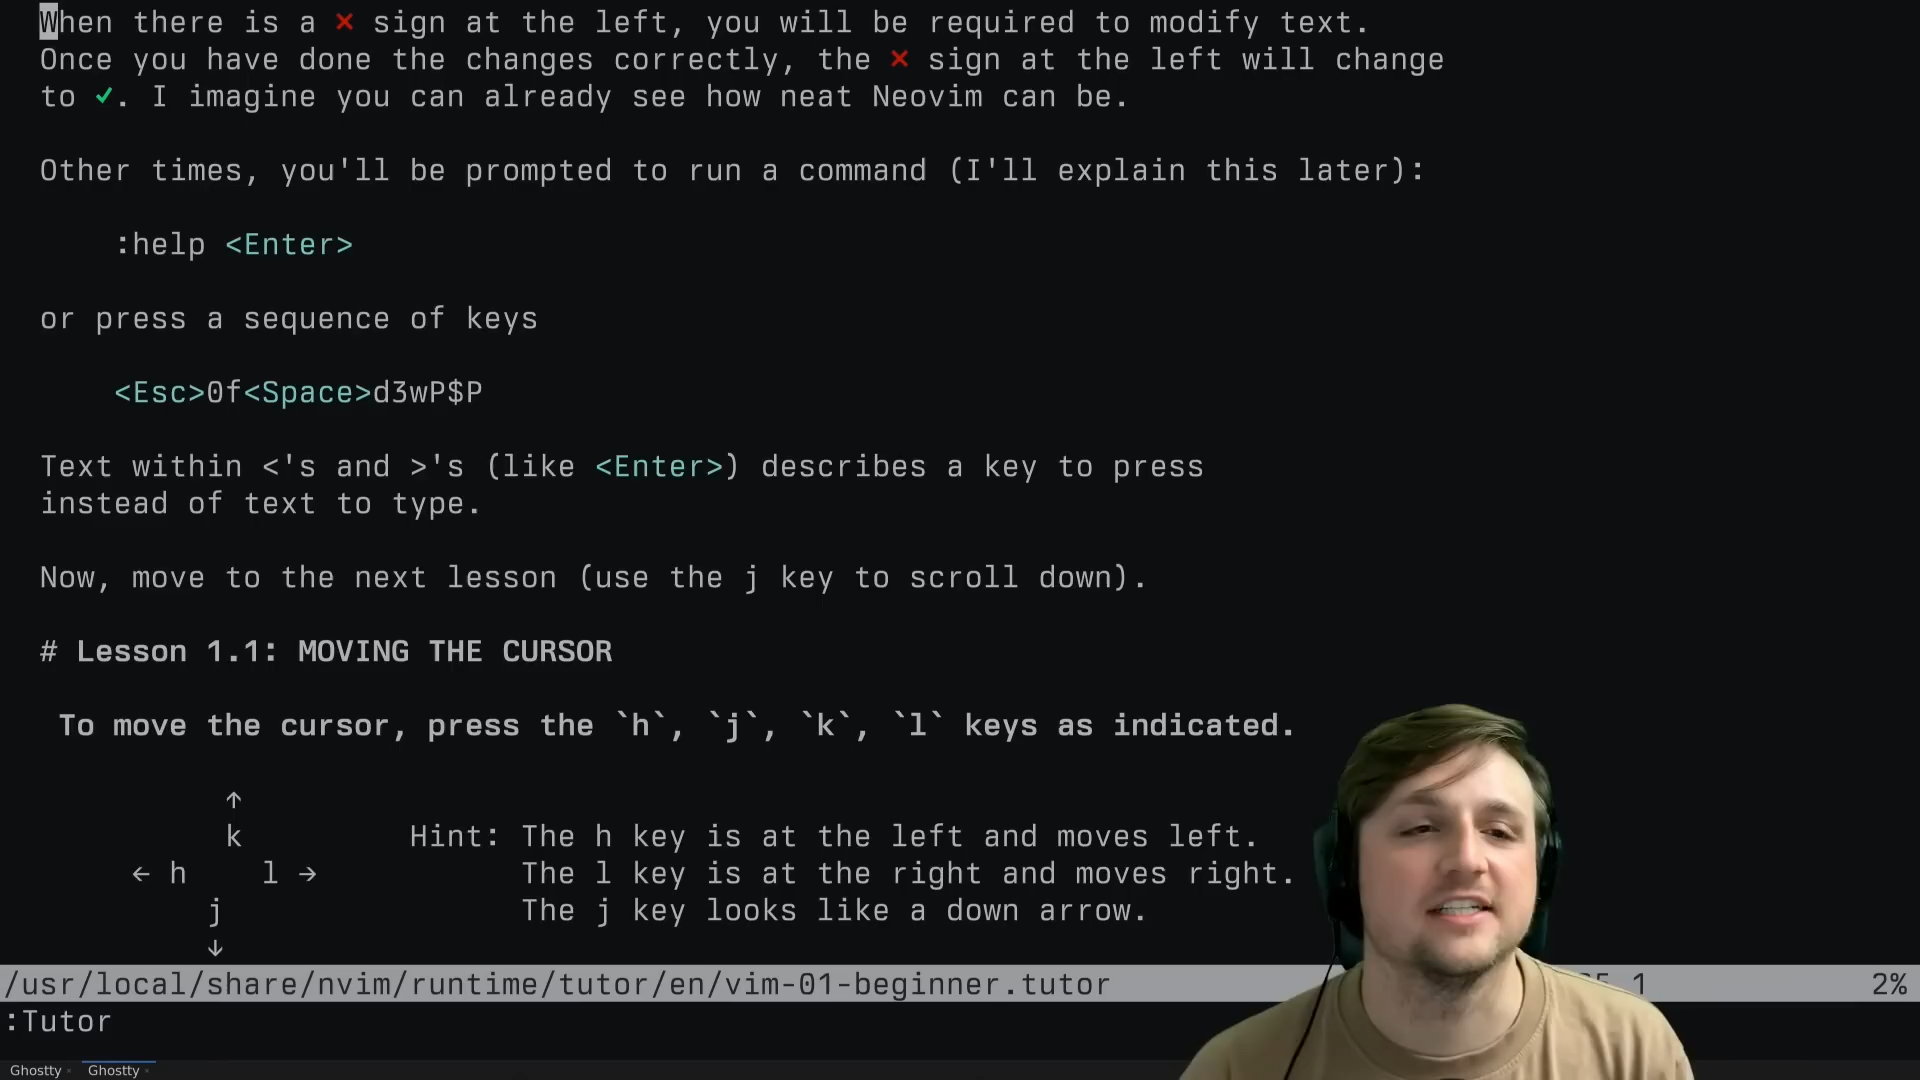 When there is a ✗ sign at the left, you will be required to modify text.
Once you have done the changes correctly, the ✗ sign at the left will change
to ✓. I imagine you can already see how neat Neovim can be.
Other times, you'll be prompted to run a command (I'll explain this later):
:help <Enter>
or press a sequence of keys
<Esc>0f<Space>d3wP$P
Text within <'s and >'s (like <Enter>) describes a key to press
instead of text to type.
Now, move to the next lesson (use the j key to scroll down).
# Lesson 1.1: MOVING THE CURSOR
To move the cursor, press the `h`, `j`, `k`, `l` keys as indicated.
↑
k Hint: The h key is at the left and moves left.
← h l → The l key is at the right and moves right.
j The j key looks like a down arrow.
↓
/usr/local/share/nvim/runtime/tutor/en/vim-01-beginner.tutor 1 2%
:Tutor
Ghostty Ghostty